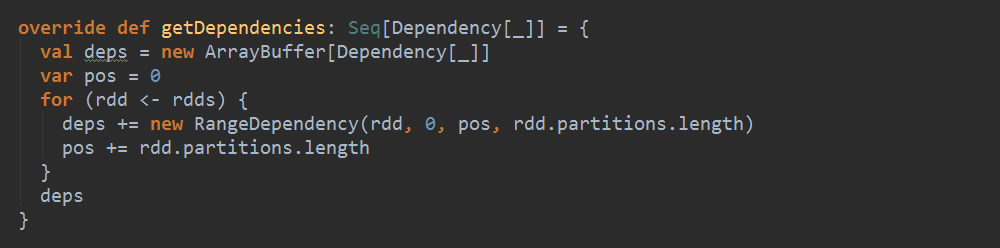 override def getDependencies: Seq[Dependency[_]] = {
  val deps = new ArrayBuffer[Dependency[_]]
  var pos = 0
  for (rdd <- rdds) {
    deps += new RangeDependency(rdd, 0, pos, rdd.partitions.length)
    pos += rdd.partitions.length
  }
  deps
}